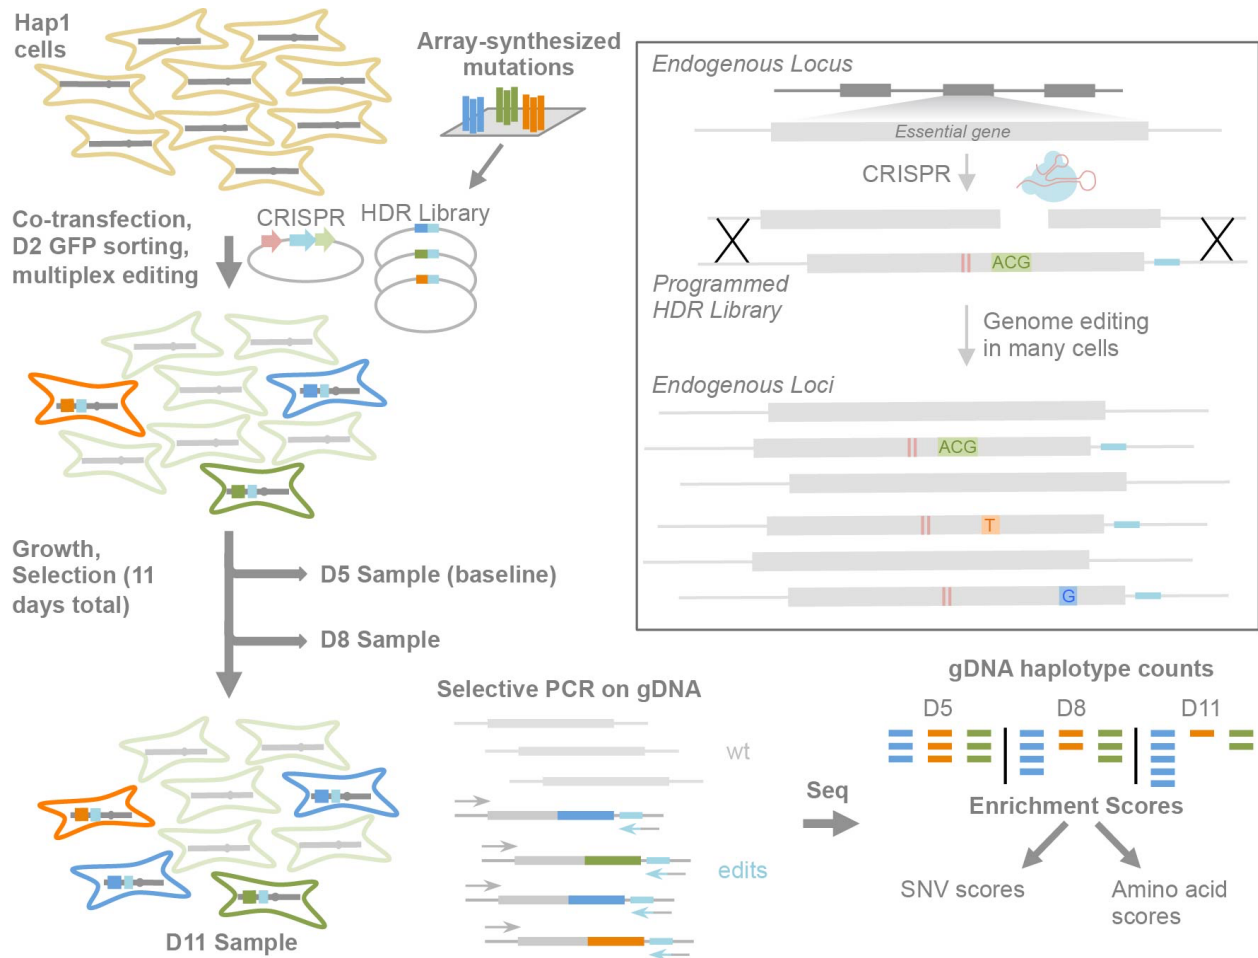 Hap1
cells
Array-synthesized
mutations
Co-transfection,
D2 GFP sorting,
multiplex editing
CRISPR
HDR Library
Growth,
Selection (11
days total)
D5 Sample (baseline)
D8 Sample
D11 Sample
Endogenous Locus
Essential gene
CRISPR
ACG
Programmed
HDR Library
Genome editing
in many cells
Endogenous Loci
ACG
T
G
Selective PCR on gDNA
wt
edits
Seq
gDNA haplotype counts
D5 D8 D11
Enrichment Scores
SNV scores
Amino acid
scores